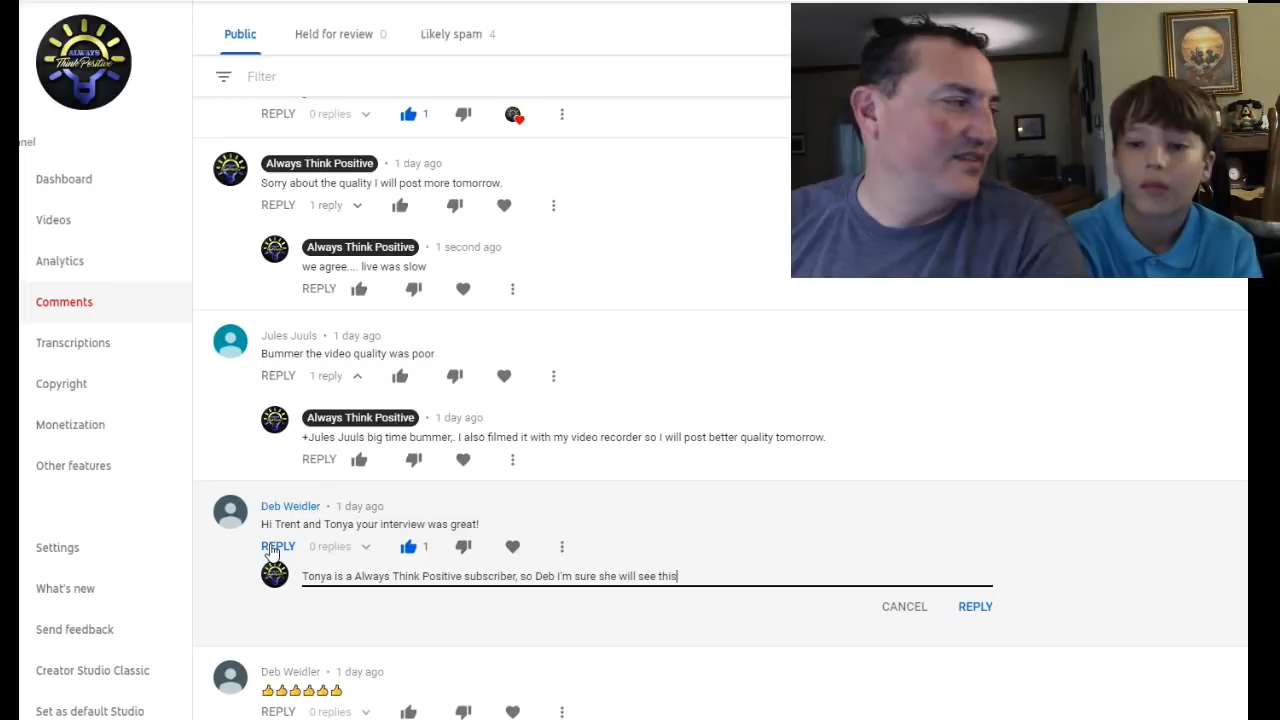 ALWAYS
Think Positive
Public
Held for review 0
Likely spam 4
Filter
REPLY 0 replies 1
nel
Dashboard
Videos
Analytics
Comments
Transcriptions
Copyright
Monetization
Other features
Settings
What's new
Send feedback
Creator Studio Classic
Set as default Studio
Always Think Positive • 1 day ago
Sorry about the quality I will post more tomorrow.
REPLY 1 reply
Always Think Positive • 1 second ago
we agree.... live was slow
REPLY
Jules Juuls • 1 day ago
Bummer the video quality was poor
REPLY 1 reply
Always Think Positive • 1 day ago
+Jules Juuls big time bummer,. I also filmed it with my video recorder so I will post better quality tomorrow.
REPLY
Deb Weidler • 1 day ago
Hi Trent and Tonya your interview was great!
REPLY 0 replies 1
Tonya is a Always Think Positive subscriber, so Deb I'm sure she will see this
CANCEL REPLY
Deb Weidler • 1 day ago
👍👍👍👍👍👍
REPLY 0 replies